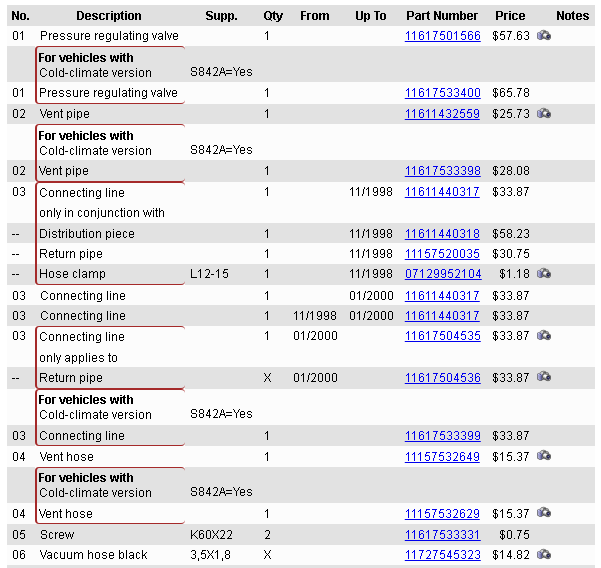 No. Description Supp. Qty From Up To Part Number Price Notes
01 Pressure regulating valve 1 11617501566 $57.63
For vehicles with
Cold-climate version S842A=Yes
01 Pressure regulating valve 1 11617533400 $65.78
02 Vent pipe 1 11611432559 $25.73
For vehicles with
Cold-climate version S842A=Yes
02 Vent pipe 1 11617533398 $28.08
03 Connecting line 1 11/1998 11611440317 $33.87
only in conjunction with
-- Distribution piece 1 11/1998 11611440318 $58.23
-- Return pipe 1 11/1998 11157520035 $30.75
-- Hose clamp L12-15 1 11/1998 07129952104 $1.18
03 Connecting line 1 01/2000 11611440317 $33.87
03 Connecting line 1 11/1998 01/2000 11611440317 $33.87
03 Connecting line 1 01/2000 11617504535 $33.87
only applies to
-- Return pipe X 01/2000 11617504536 $33.87
For vehicles with
Cold-climate version S842A=Yes
03 Connecting line 1 11617533399 $33.87
04 Vent hose 1 11157532649 $15.37
For vehicles with
Cold-climate version S842A=Yes
04 Vent hose 1 11157532629 $15.37
05 Screw K60X22 2 11617533331 $0.75
06 Vacuum hose black 3,5X1,8 X 11727545323 $14.82